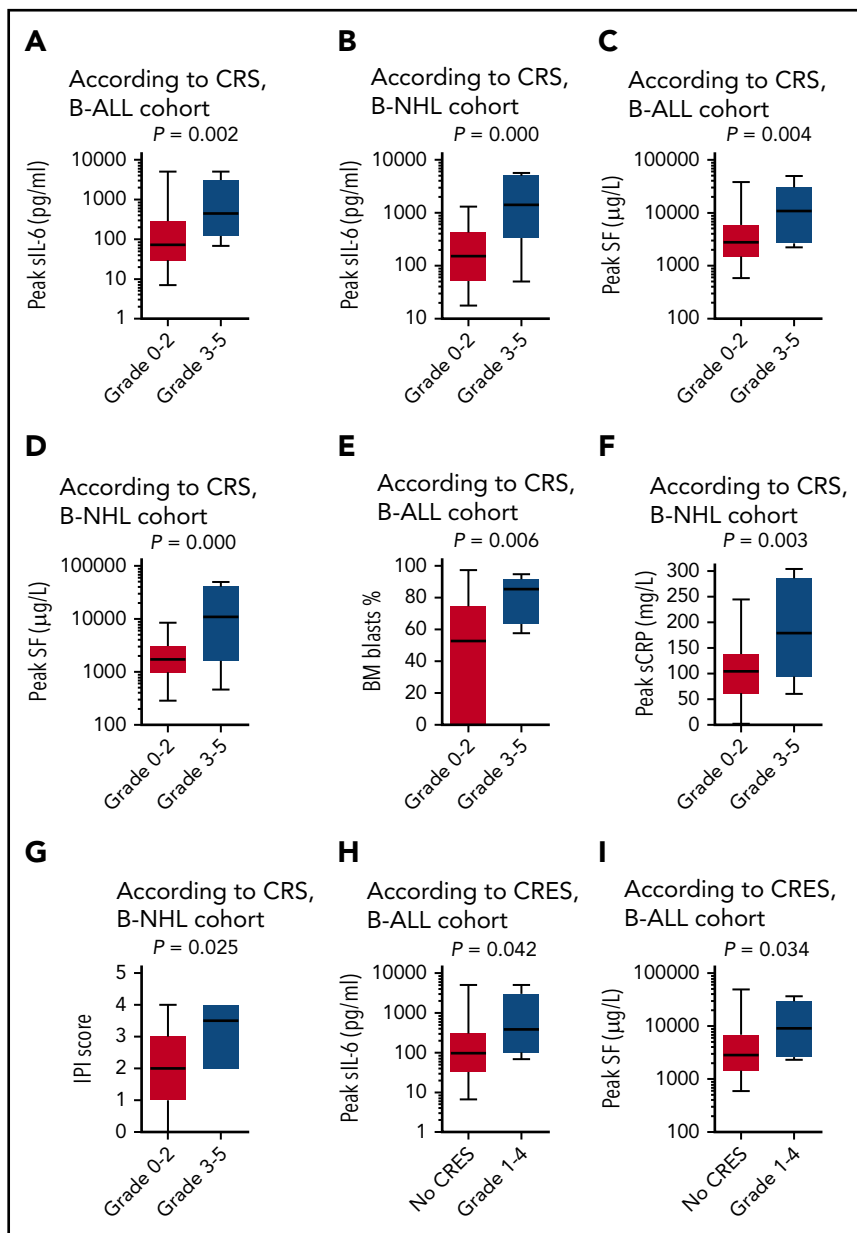 A
According to CRS,
B-ALL cohort
P = 0.002
Peak sIL-6 (pg/ml)
10000
1000
100
10
1
Grade 0-2
Grade 3-5
B
According to CRS,
B-NHL cohort
P = 0.000
Peak sIL-6 (pg/ml)
10000
1000
100
10
Grade 0-2
Grade 3-5
C
According to CRS,
B-ALL cohort
P = 0.004
Peak SF (μg/L)
100000
10000
1000
100
Grade 0-2
Grade 3-5
D
According to CRS,
B-NHL cohort
P = 0.000
Peak SF (μg/L)
100000
10000
1000
100
Grade 0-2
Grade 3-5
E
According to CRS,
B-ALL cohort
P = 0.006
BM blasts %
100
80
60
40
20
0
Grade 0-2
Grade 3-5
F
According to CRS,
B-NHL cohort
P = 0.003
Peak sCRP (mg/L)
300
250
200
150
100
50
0
Grade 0-2
Grade 3-5
G
According to CRS,
B-NHL cohort
P = 0.025
IPI score
5
4
3
2
1
0
Grade 0-2
Grade 3-5
H
According to CRES,
B-ALL cohort
P = 0.042
Peak sIL-6 (pg/ml)
10000
1000
100
10
1
No CRES
Grade 1-4
I
According to CRES,
B-ALL cohort
P = 0.034
Peak SF (μg/L)
100000
10000
1000
100
No CRES
Grade 1-4